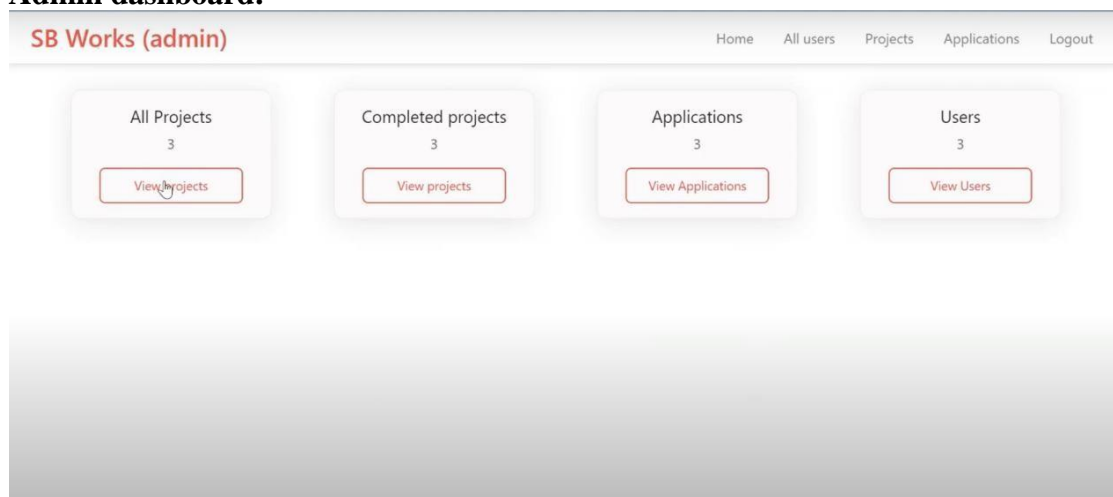 Admin dashboard:
SB Works (admin)
Home All users Projects Applications Logout
All Projects
3
View projects
Completed projects
3
View projects
Applications
3
View Applications
Users
3
View Users